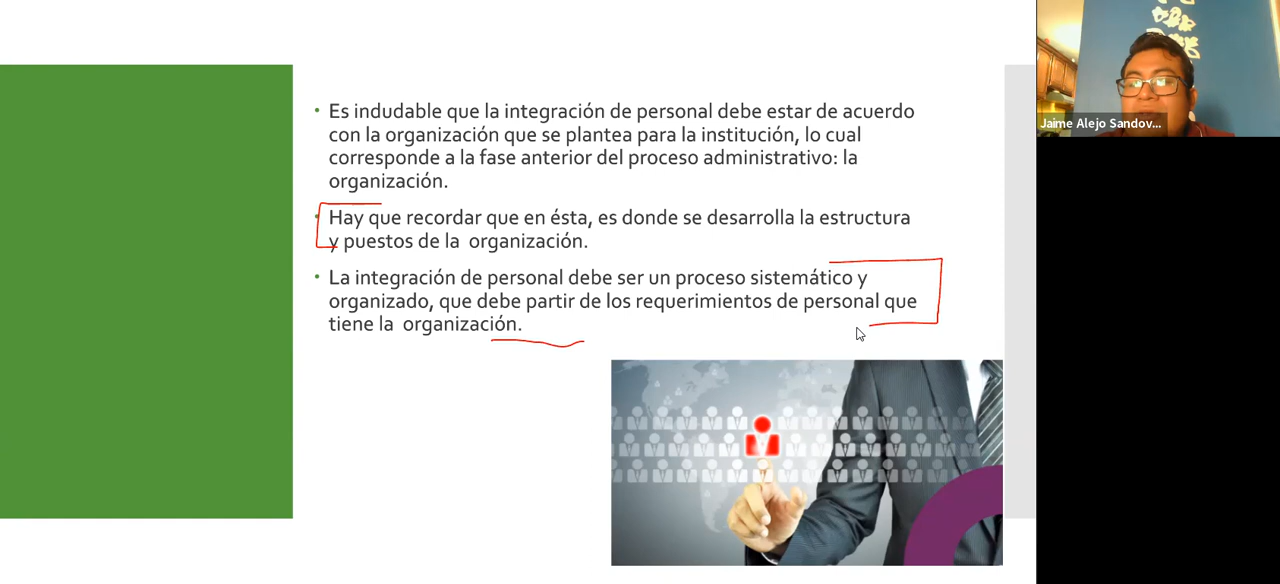 • Es indudable que la integración de personal debe estar de acuerdo
con la organización que se plantea para la institución, lo cual
corresponde a la fase anterior del proceso administrativo: la
organización.
• Hay que recordar que en ésta, es donde se desarrolla la estructura
y puestos de la organización.
• La integración de personal debe ser un proceso sistemático y
organizado, que debe partir de los requerimientos de personal que
tiene la organización.
Jaime Alejo Sandov...